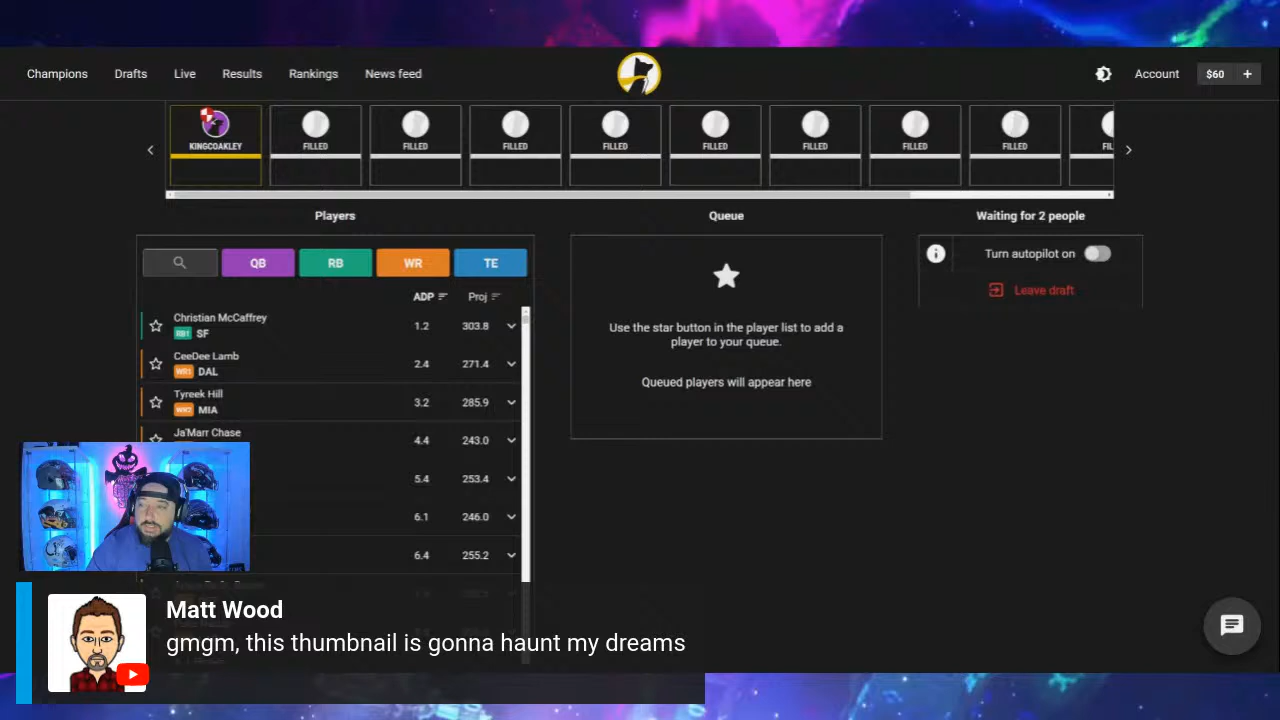 Champions Drafts Live Results Rankings News feed Account $60 +
KINGCOAKLEY FILLED FILLED FILLED FILLED FILLED FILLED FILLED FILLED FIL
Players Queue Waiting for 2 people
QB RB WR TE
Turn autopilot on
Leave draft
ADP Proj
Christian McCaffrey
RB1 SF 1.2 303.8
CeeDee Lamb
DAL 2.4 271.4
Tyreek Hill
WR2 MIA 3.2 285.9
Ja'Marr Chase
4.4 243.0
5.4 253.4
6.1 246.0
6.4 255.2
Use the star button in the player list to add a
player to your queue.
Queued players will appear here
Matt Wood
gmgm, this thumbnail is gonna haunt my dreams